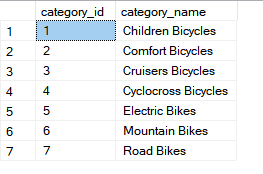 category_id category_name
1 1 Children Bicycles
2 2 Comfort Bicycles
3 3 Cruisers Bicycles
4 4 Cyclocross Bicycles
5 5 Electric Bikes
6 6 Mountain Bikes
7 7 Road Bikes